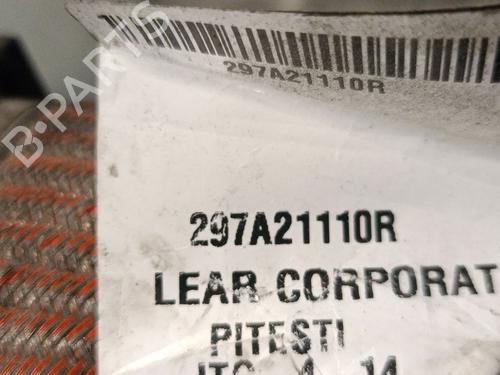 297A21110R
B-PARTS
297A21110R
LEAR CORPORAT
PITESTI